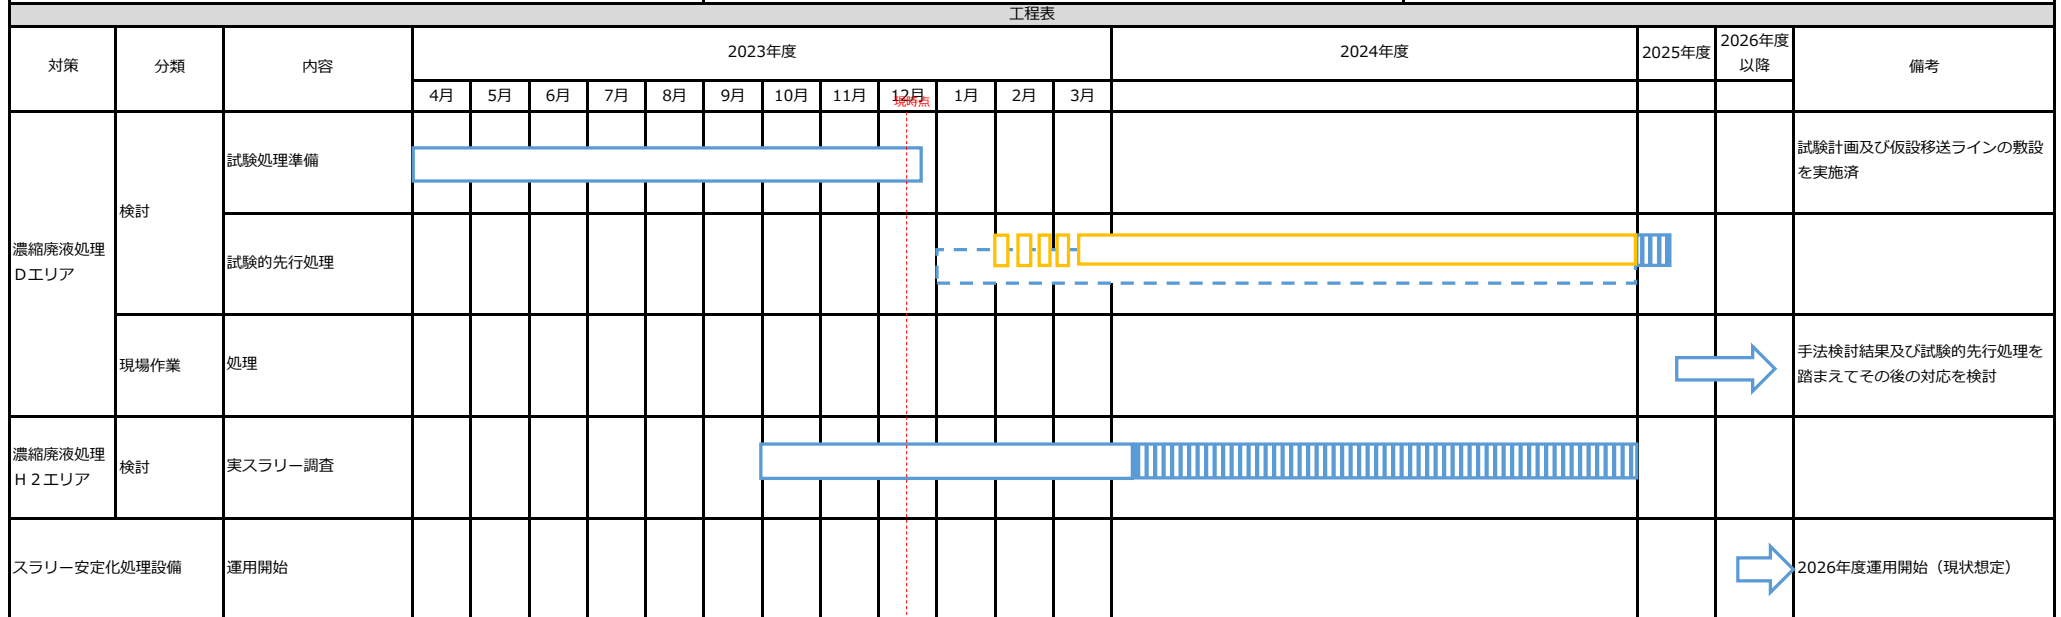 工程表
対策
分類
内容
2023年度
2024年度
2025年度
2026年度
以降
備考
4月
5月
6月
7月
8月
9月
10月
11月
12月
1月
2月
3月
現時点
濃縮廃液処理
Dエリア
検討
試験処理準備
試験計画及び仮設移送ラインの敷設
を実施済
試験的先行処理
現場作業
処理
手法検討結果及び試験的先行処理を
踏まえてその後の対応を検討
濃縮廃液処理
H2エリア
検討
実スラリー調査
スラリー安定化処理設備
運用開始
2026年度運用開始（現状想定）